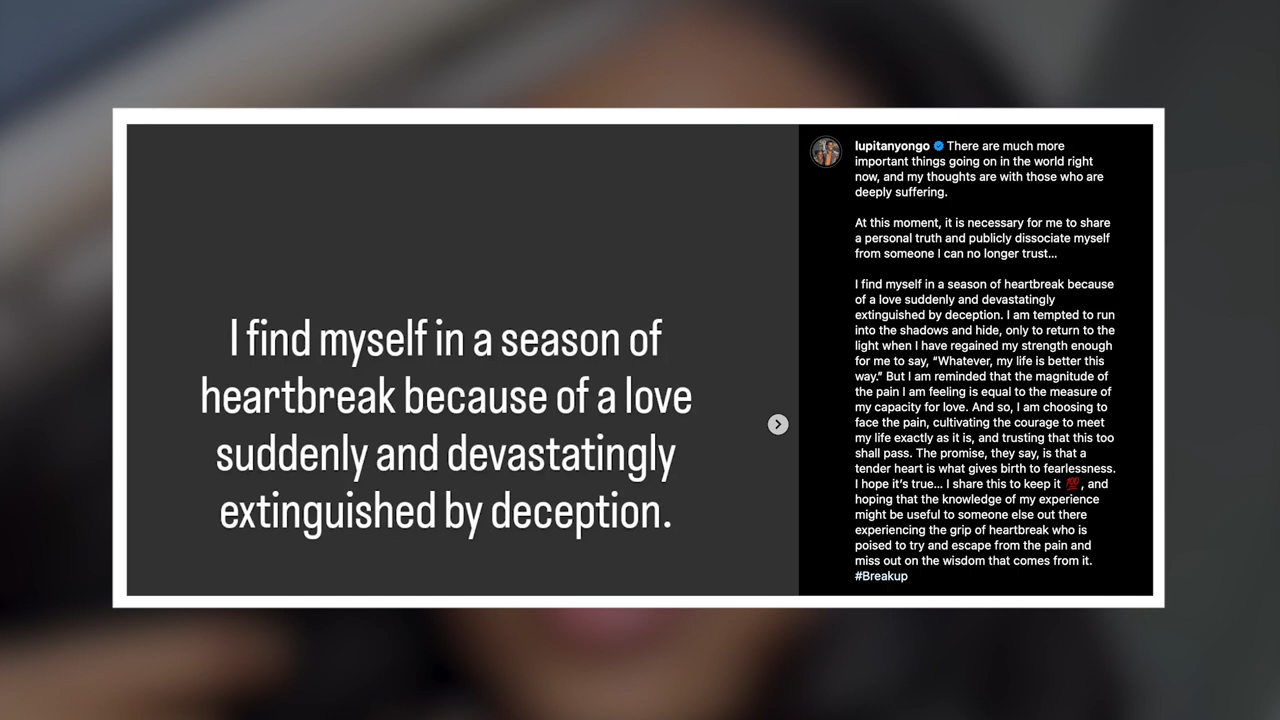 I find myself in a season of
heartbreak because of a love
suddenly and devastatingly
extinguished by deception.
lupitanyongo There are much more
important things going on in the world right
now, and my thoughts are with those who are
deeply suffering.
At this moment, it is necessary for me to share
a personal truth and publicly dissociate myself
from someone I can no longer trust...
I find myself in a season of heartbreak because
of a love suddenly and devastatingly
extinguished by deception. I am tempted to run
into the shadows and hide, only to return to the
light when I have regained my strength enough
for me to say, “Whatever, my life is better this
way.” But I am reminded that the magnitude of
the pain I am feeling is equal to the measure of
my capacity for love. And so, I am choosing to
face the pain, cultivating the courage to meet
my life exactly as it is, and trusting that this too
shall pass. The promise, they say, is that a
tender heart is what gives birth to fearlessness.
I hope it’s true... I share this to keep it 💯, and
hoping that the knowledge of my experience
might be useful to someone else out there
experiencing the grip of heartbreak who is
poised to try and escape from the pain and
miss out on the wisdom that comes from it.
#Breakup